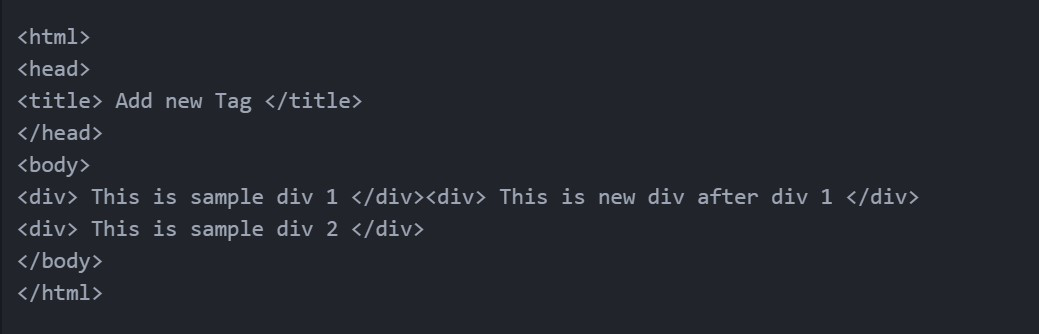 <html>
<head>
<title> Add new Tag </title>
</head>
<body>
<div> This is sample div 1 </div><div> This is new div after div 1 </div>
<div> This is sample div 2 </div>
</body>
</html>